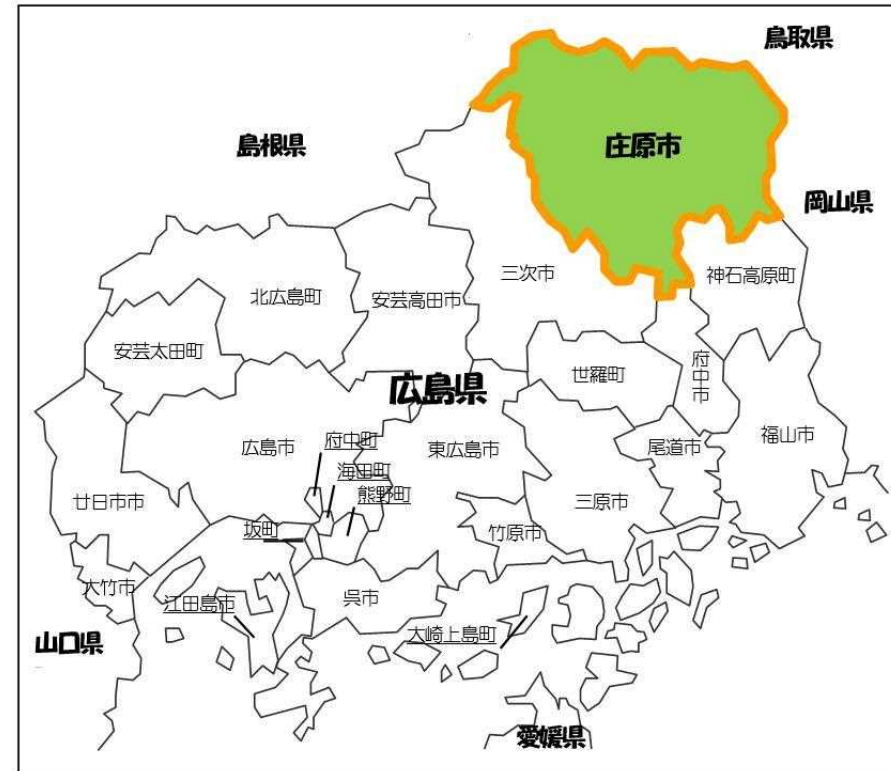 鳥取県
島根県
庄原市
岡山県
三次市
神石高原町
北広島町
安芸高田市
安芸太田町
世羅町
府中市
広島県
広島市
府中町
東広島市
尾道市
福山市
海田町
熊野町
廿日市市
三原市
坂町
竹原市
大竹市
江田島市
呉市
大崎上島町
山口県
愛媛県